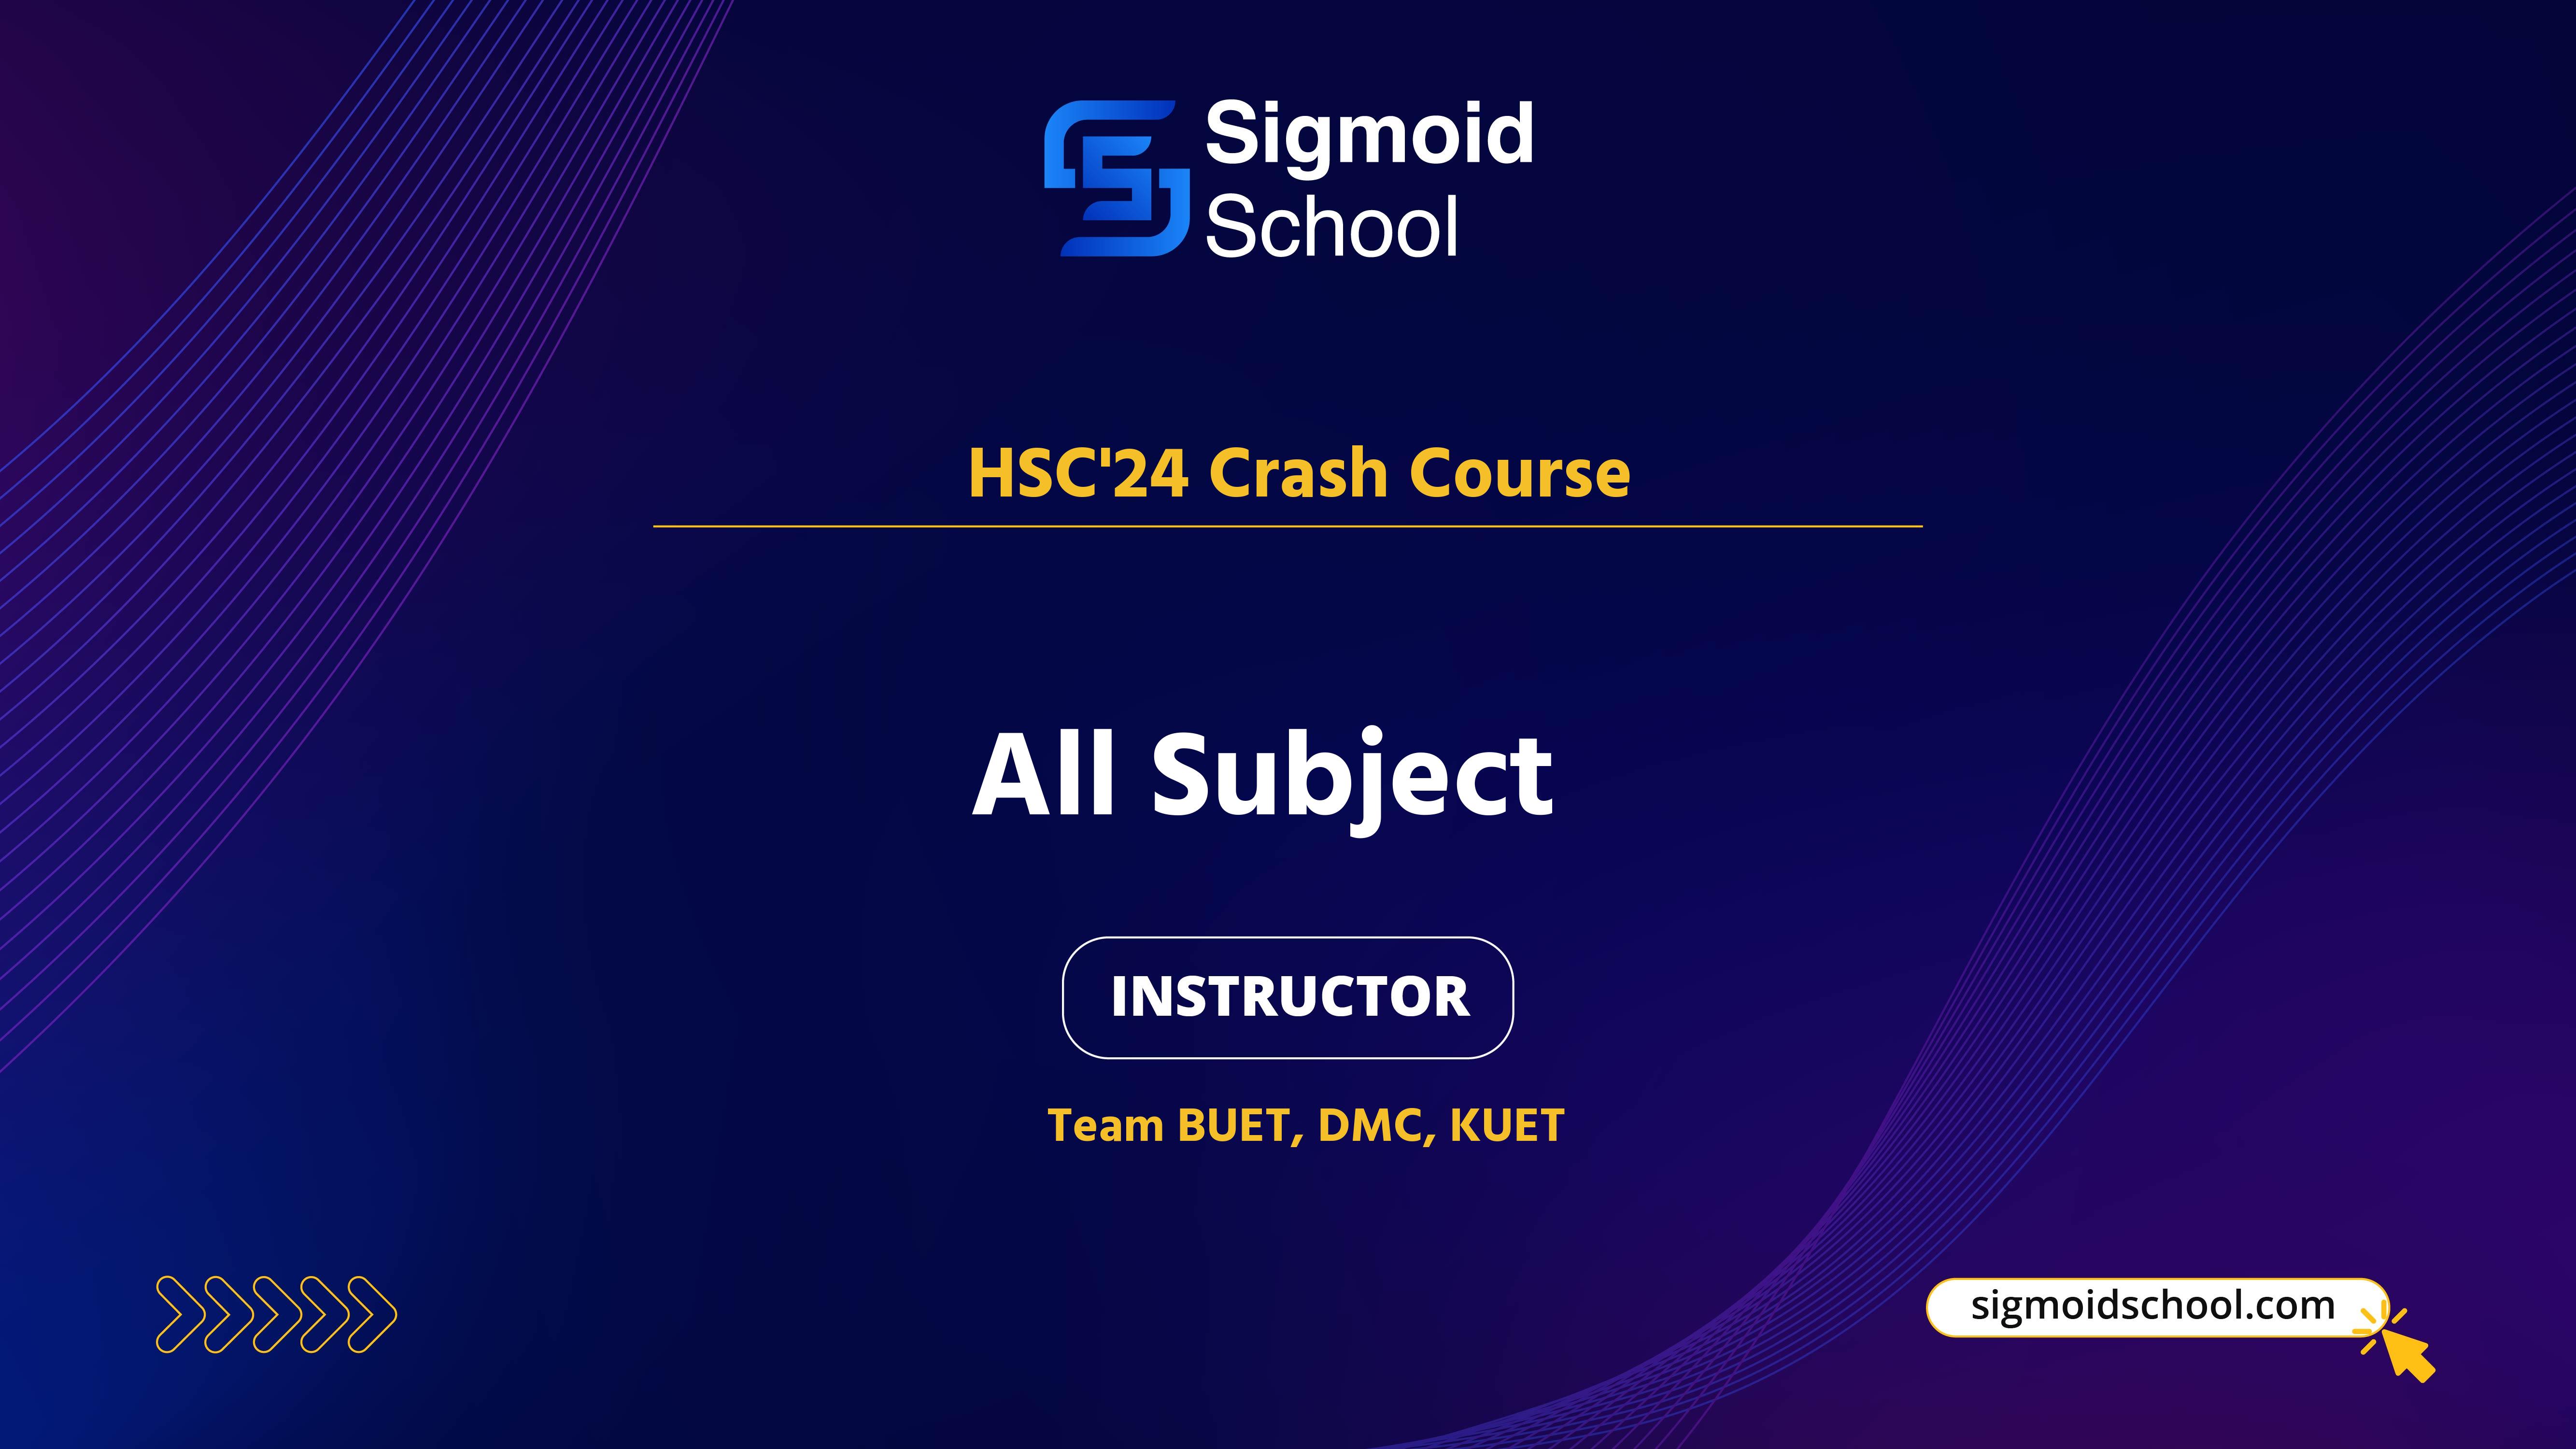 Sigmoid
School
HSC'24 Crash Course
All Subject
INSTRUCTOR
Team BUET, DMC, KUET
sigmoidschool.com